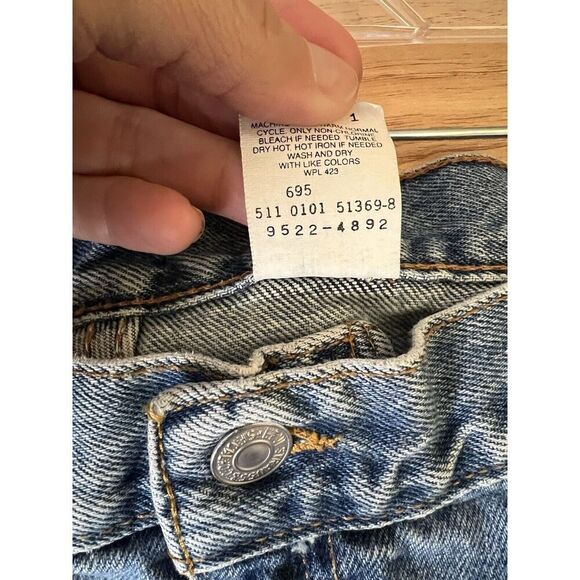 1
CYCLE. ONLY NON-CHLORINE
BLEACH IF NEEDED TUMBLE
DRY HOT. HOT IRON IF NEEDED
WASH AND DRY
WITH LIKE COLORS
WPL 423
695
511 0101 51369-8
9522-4892